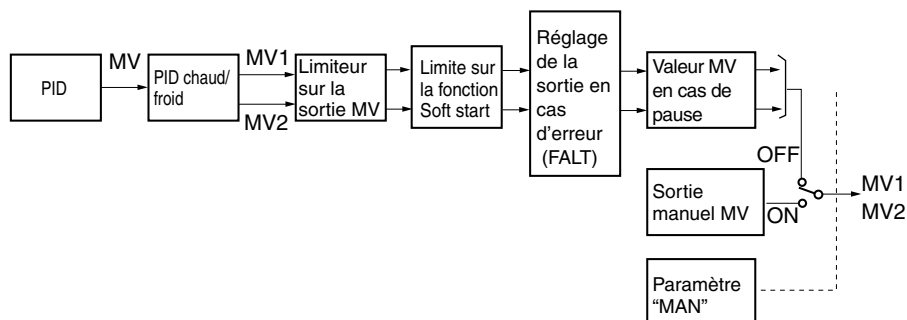 PID
MV
PID chaud/
froid
MV1
MV2
Limiteur
sur la
sortie MV
Limite sur
la fonction
Soft start
Réglage
de la
sortie en
cas
d’erreur
(FALT)
Valeur MV
en cas de
pause
OFF
Sortie
manuel MV
ON
MV1
MV2
Paramètre
“MAN”